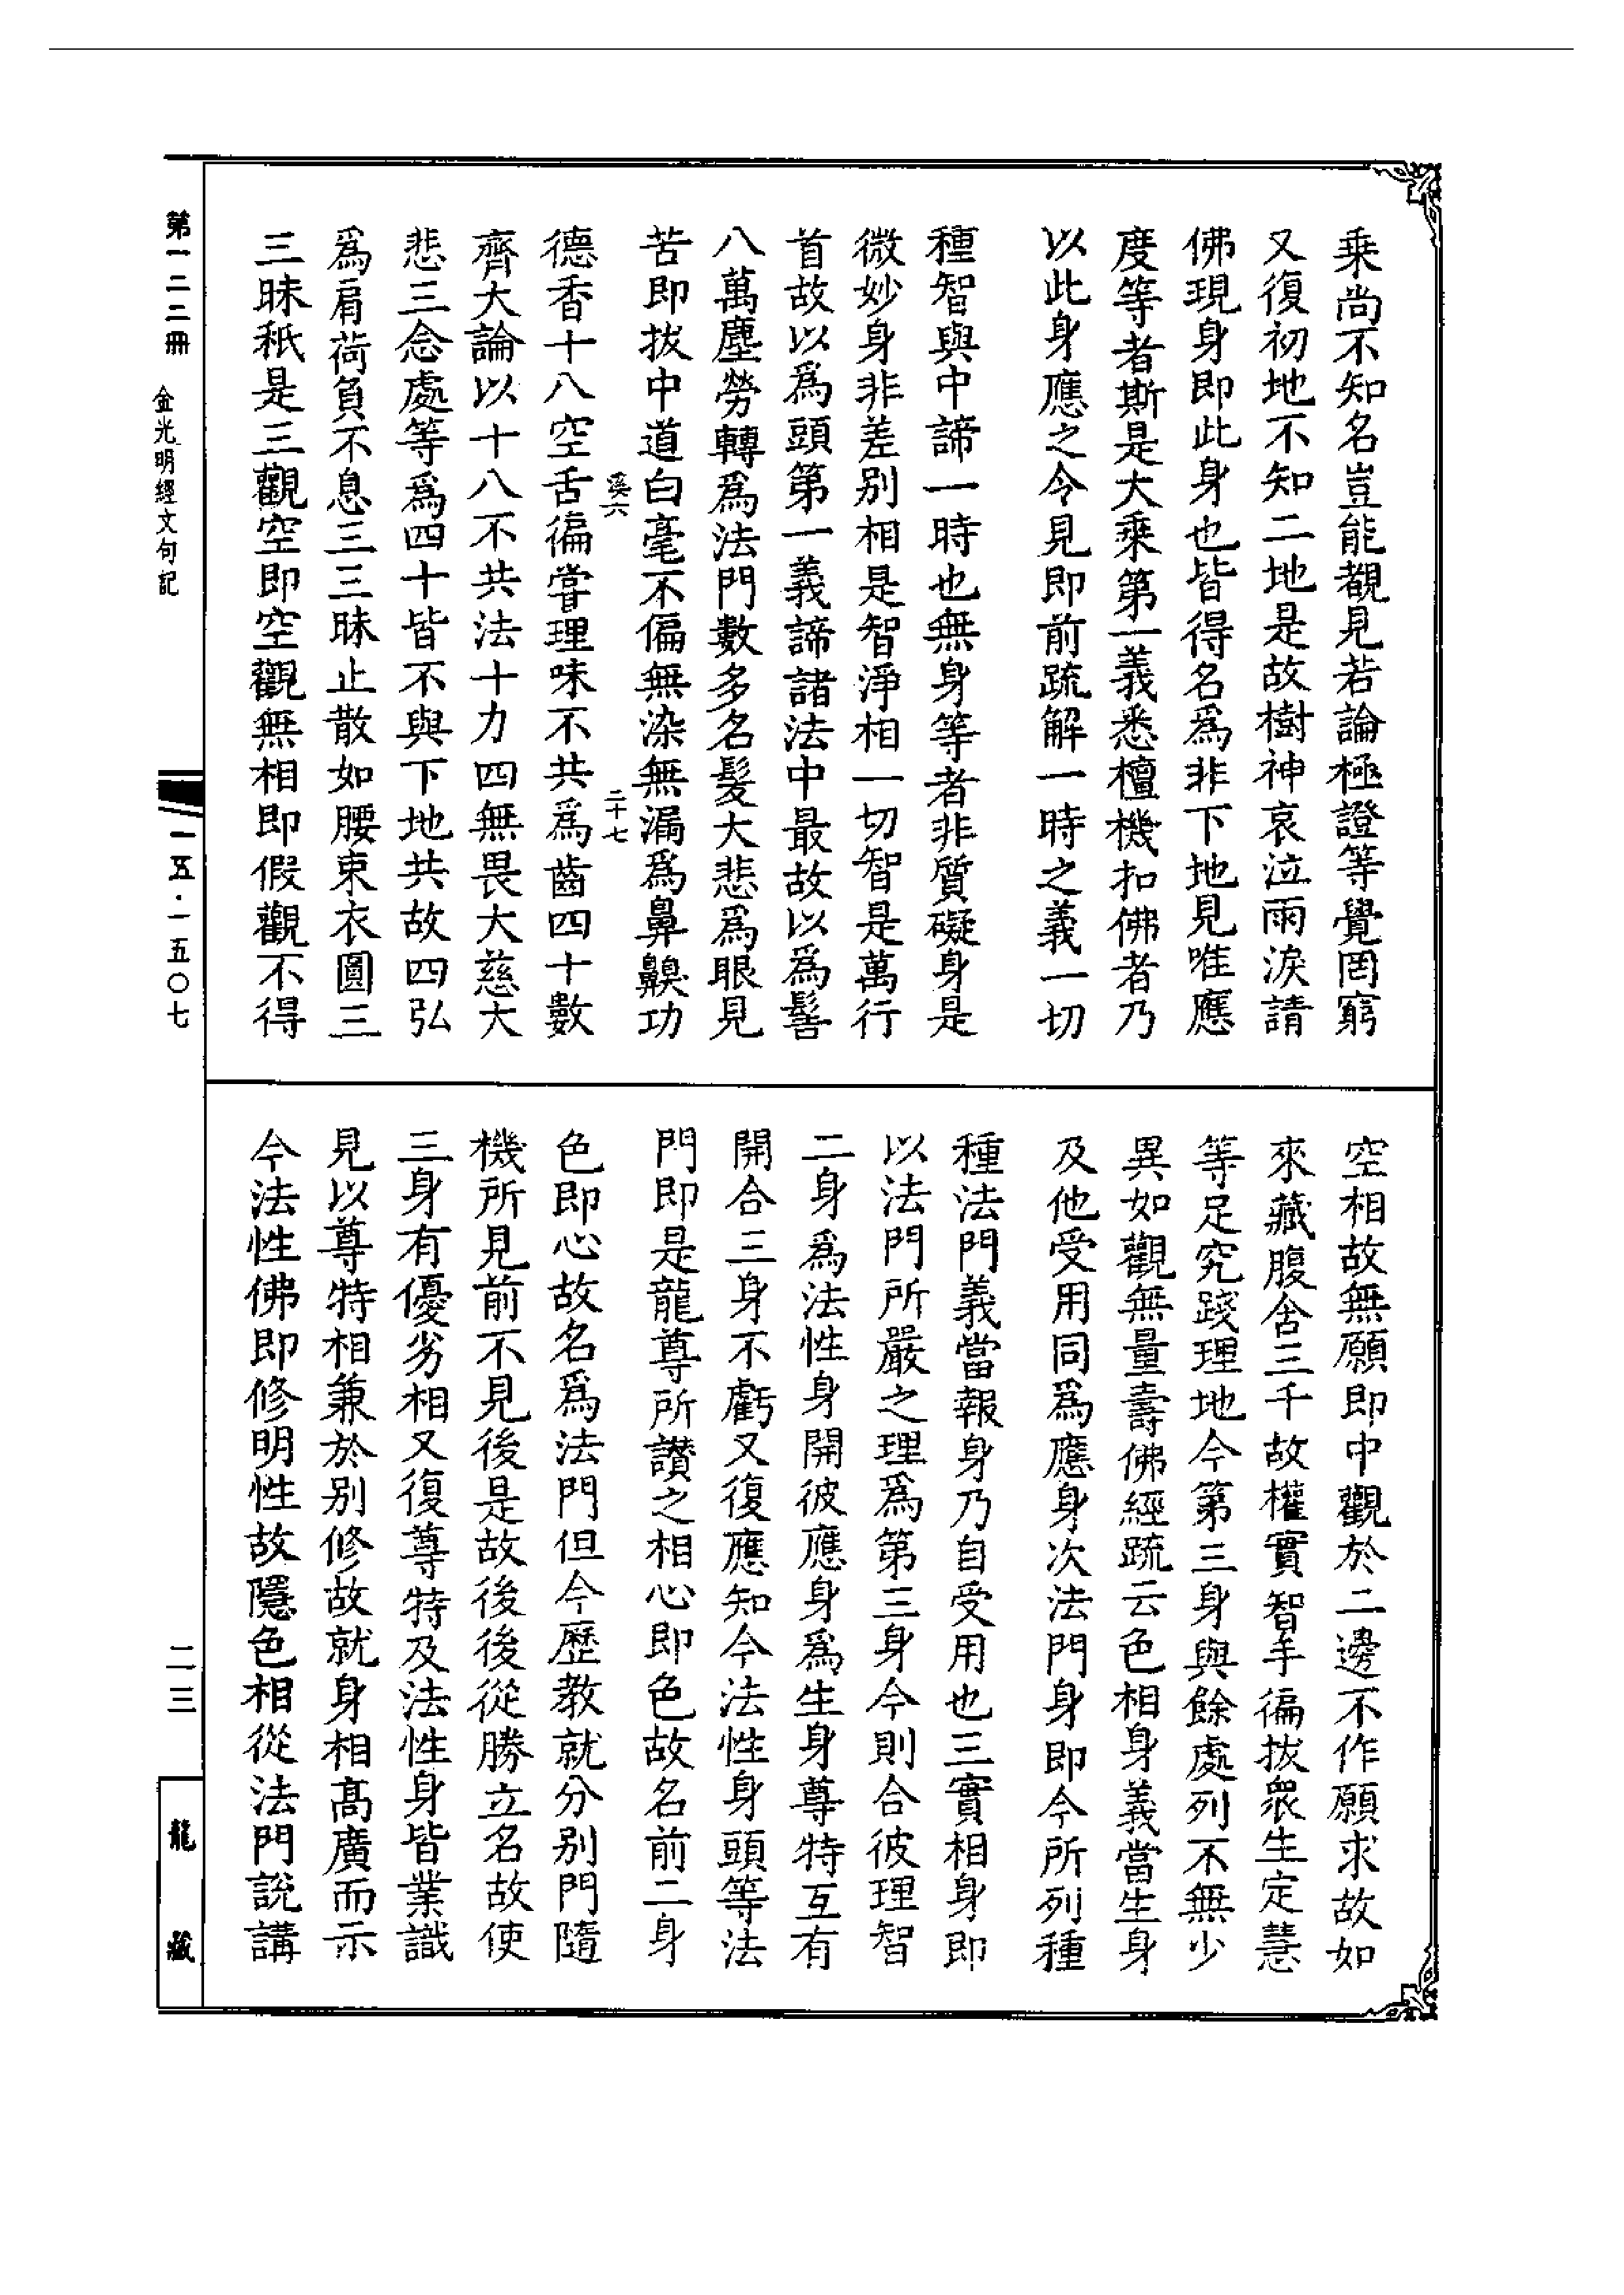 乘尚不知名豈能覩見若論極證等覺罔窮
又復初地不知二地是故樹神哀泣雨淚請
佛現身即此身也皆得名爲非下地見唯應
度等者斯是大乘第一義悉檀機扣佛者乃
以此身應之令見即前疏解一時之義一切
種智與中諦一時也無身等者非質礙身是
微妙身非差別相是智淨相一切智是萬行
首故以爲頭第一義諦諸法中最故以爲髻
八萬塵勞轉爲法門數多名髮大悲爲眼見
苦即拔中道白毫不偏無染無漏爲鼻齅功
奚六
二十七
德香十八空舌徧嘗理味不共爲齒四十數
齊大論以十八不共法十力四無畏大慈大
悲三念處等爲四十皆不與下地共故四弘
爲肩荷負不息三三昧止散如腰束衣圓三
三昧秖是三觀空即空觀無相即假觀不得
空相故無願即中觀於二邊不作願求故如
來藏腹含三千故權實智手徧拔衆生定慧
等足究踐理地今第三身與餘處列不無少
異如觀無量壽佛經疏云色相身義當生身
及他受用同爲應身次法門身即今所列種
種法門義當報身乃自受用也三實相身即
以法門所嚴之理爲第三身今則合彼理智
二身爲法性身開彼應身爲生身尊特互有
開合三身不虧又復應知今法性身頭等法
門即是龍尊所讚之相心即色故名前二身
色即心故名爲法門但今歷教就分別門隨
機所見前不見後是故後後從勝立名故使
三身有優劣相又復尊特及法性身皆業識
見以尊特相兼於別修故就身相高廣而示
今法性佛即修明性故隱色相從法門說講
第一二二冊
金光明經文句記
一五·一五〇七
二三
龍藏